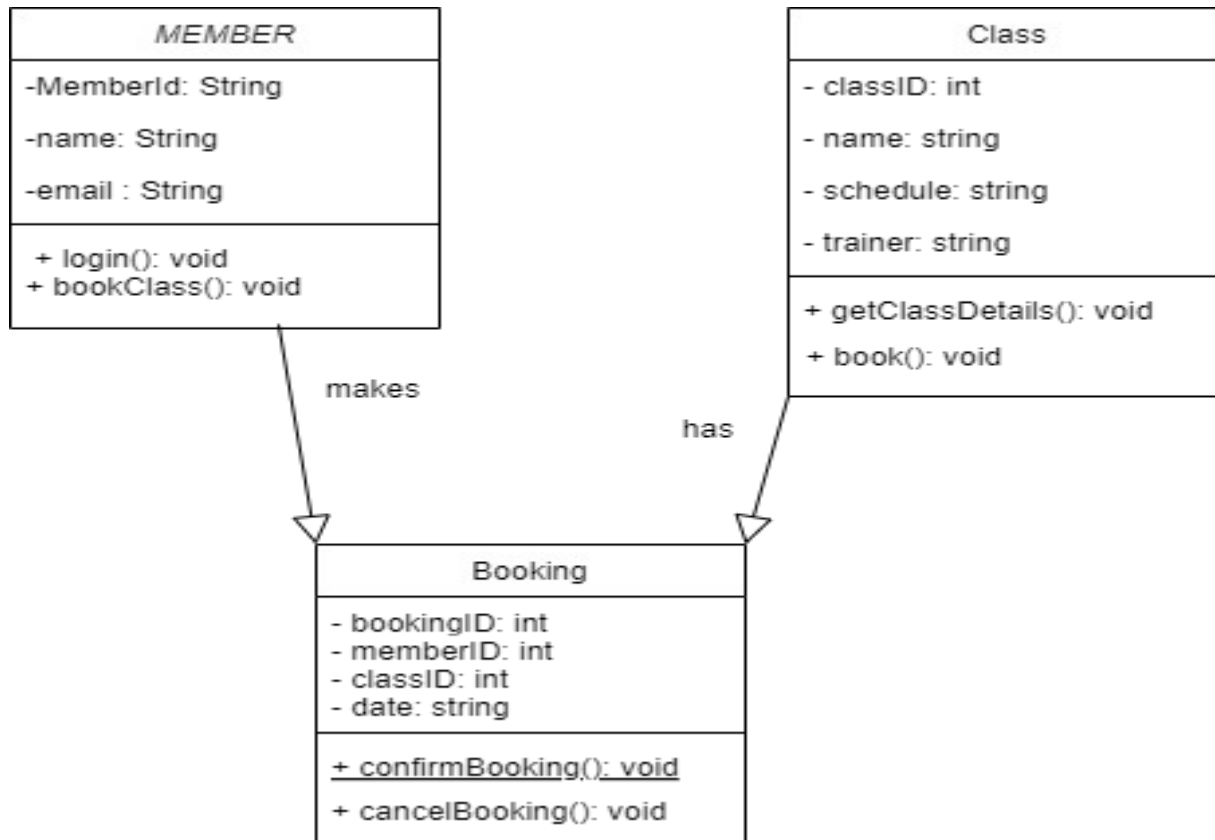 MEMBER
-MemberId: String
-name: String
-email : String
+ login(): void
+ bookClass(): void
Class
- classID: int
- name: string
- schedule: string
- trainer: string
+ getClassDetails(): void
+ book(): void
makes
has
Booking
- bookingID: int
- memberID: int
- classID: int
- date: string
+ confirmBooking(): void
+ cancelBooking(): void